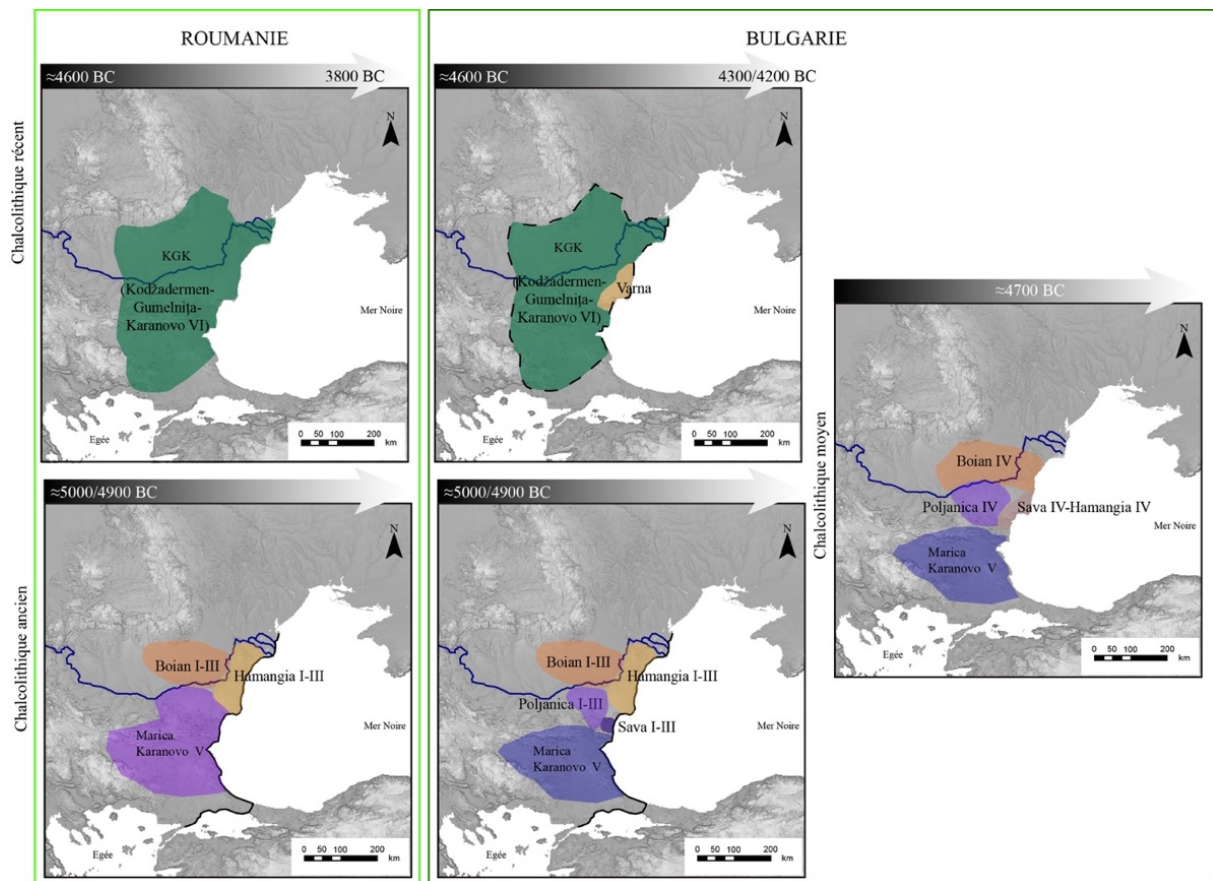 ROUMANIE
BULGARIE
Chalcolithique récent
≈4600 BC
3800 BC
N
KGK
(Kodžadermen-
Gumelnița-
Karanovo VI)
Mer Noire
Egée
0 50 100 200
km
≈4600 BC
4300/4200 BC
N
KGK
(Kodžadermen-
Gumelnița-
Karanovo VI)
Varna
Mer Noire
Egée
0 50 100 200
km
Chalcolithique moyen
≈4700 BC
N
Boian IV
Poljanica IV
Sava IV-Hamangia IV
Marica
Karanovo V
Mer Noire
Egée
0 50 100 200
km
Chalcolithique ancien
≈5000/4900 BC
N
Boian I-III
Hamangia I-III
Marica
Karanovo V
Mer Noire
Egée
0 50 100 200
km
≈5000/4900 BC
N
Boian I-III
Hamangia I-III
Poljanica I-III
Sava I-III
Marica
Karanovo V
Mer Noire
Egée
0 50 100 200
km